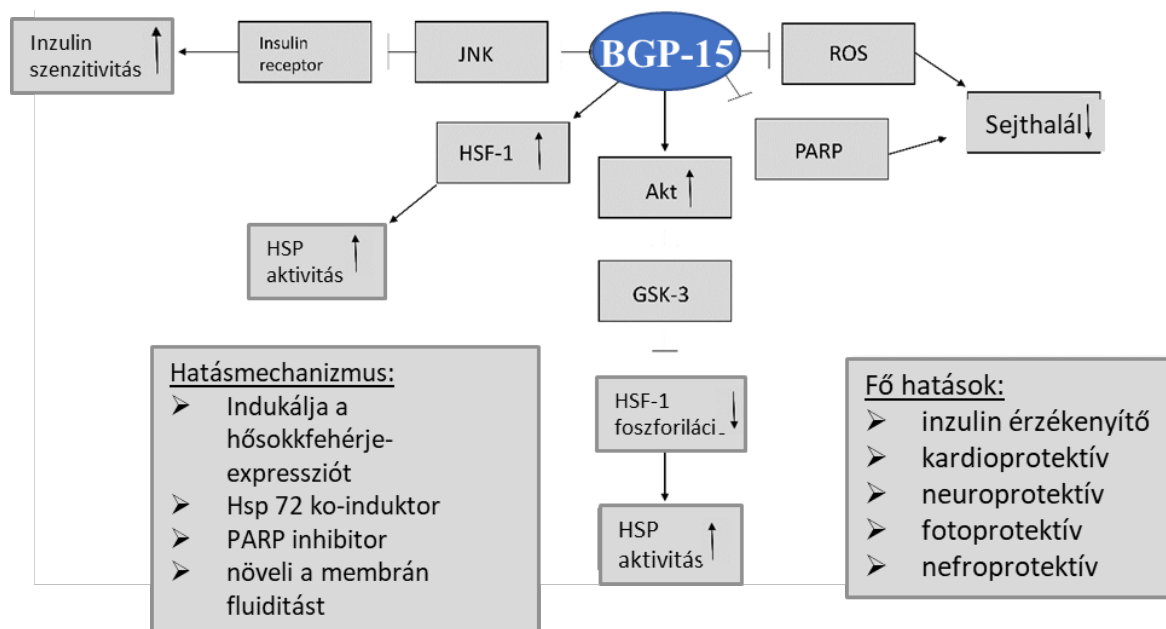 Inzulin
szenzitivitás
Insulin
receptor
JNK
BGP-15
ROS
Sejthalál
PARP
HSF-1
Akt
HSP
aktivitás
GSK-3
HSF-1
foszforiláci
HSP
aktivitás
Hatásmechanizmus:
Indukálja a
hősokkfehérje-
expressziót
Hsp 72 ko-induktor
PARP inhibitor
növeli a membrán
fluiditást
Fő hatások:
inzulin érzékenyítő
kardioprotektív
neuroprotektív
fotoprotektív
nefroprotektív